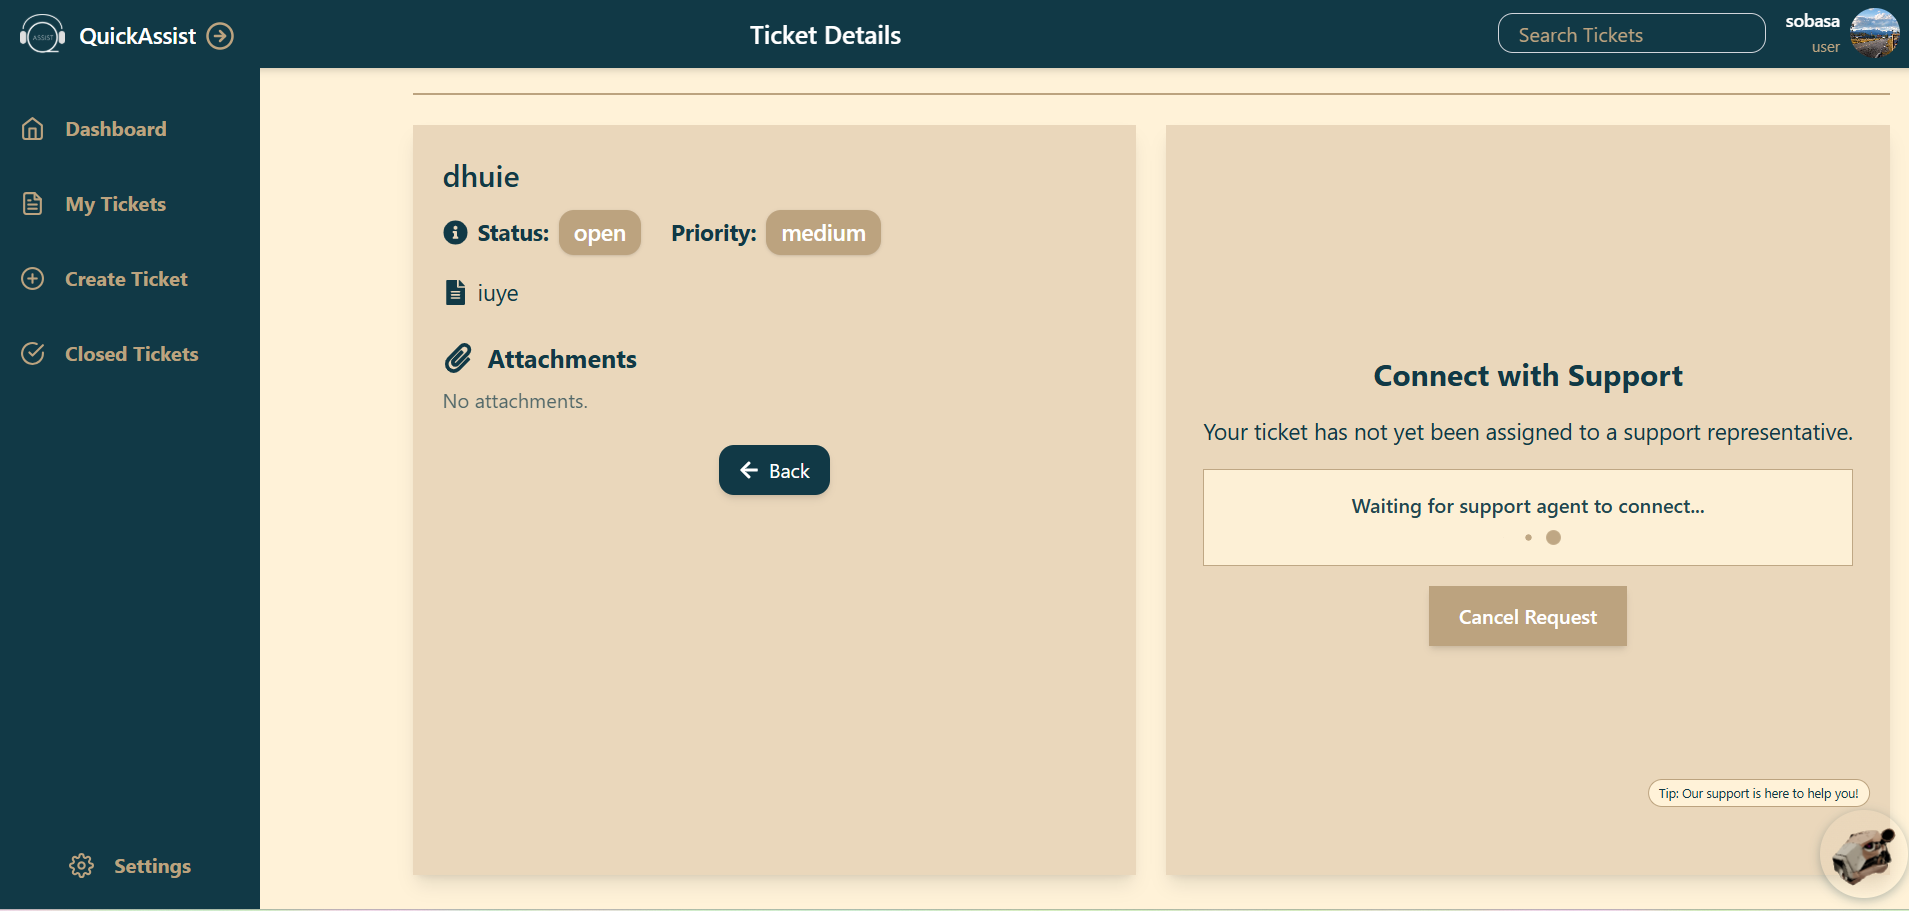 ASSIST
QuickAssist
Ticket Details
Search Tickets
sobasa
user
Dashboard
My Tickets
Create Ticket
Closed Tickets
Settings
dhuie
Status: open Priority: medium
iuye
Attachments
No attachments.
Back
Connect with Support
Your ticket has not yet been assigned to a support representative.
Waiting for support agent to connect...
Cancel Request
Tip: Our support is here to help you!